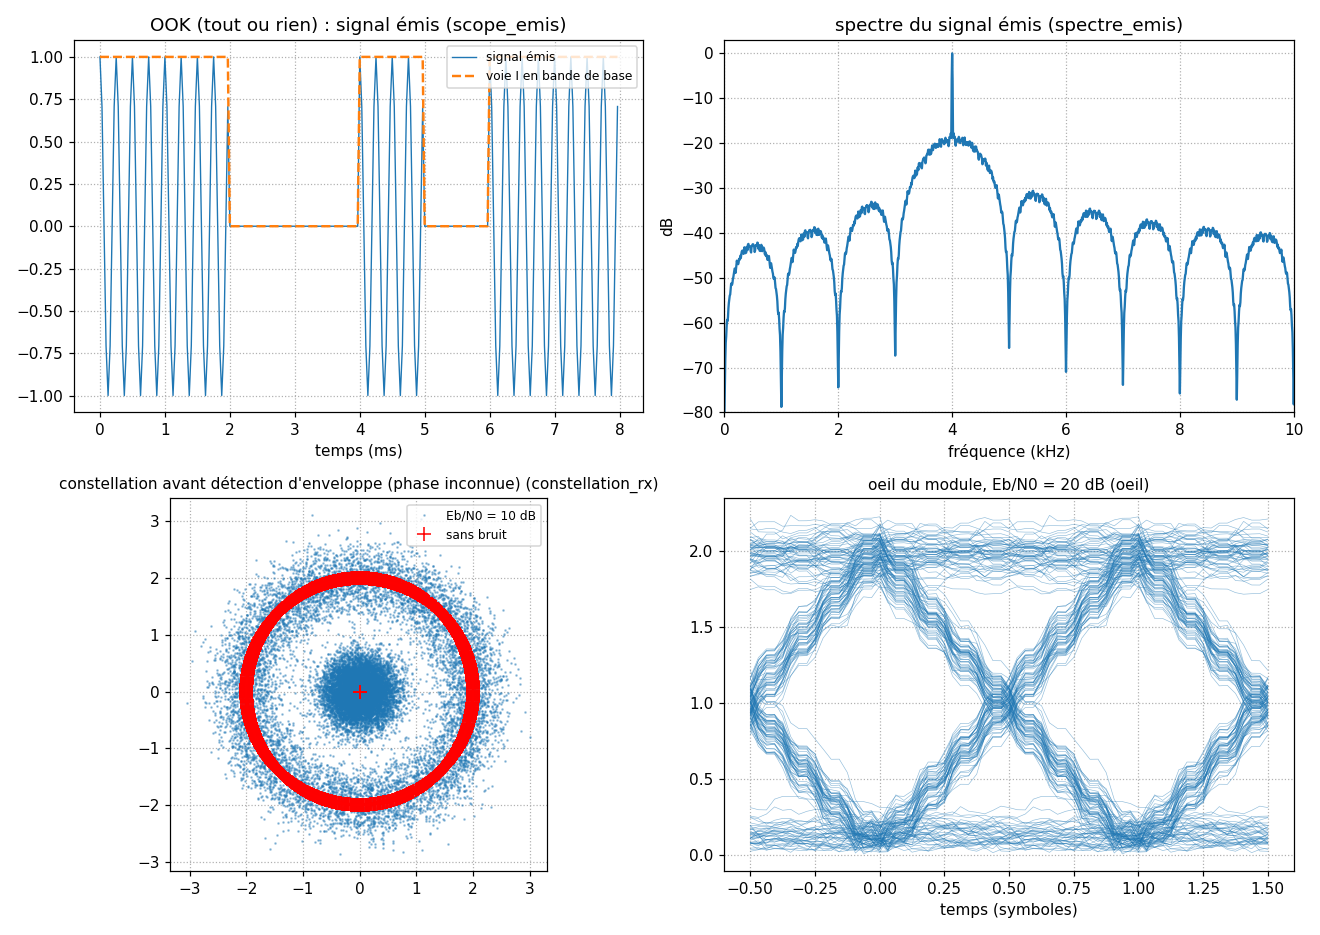 OOK (tout ou rien) : signal émis (scope_emis)
1.00
0.75
0.50
0.25
0.00
−0.25
−0.50
−0.75
−1.00
signal émis
voie I en bande de base
0 1 2 3 4 5 6 7 8
temps (ms)
spectre du signal émis (spectre_emis)
dB
0
−10
−20
−30
−40
−50
−60
−70
−80
0 2 4 6 8 10
fréquence (kHz)
constellation avant détection d'enveloppe (phase inconnue) (constellation_rx)
3
2
1
0
−1
−2
−3
Eb/N0 = 10 dB
sans bruit
−3 −2 −1 0 1 2 3
oeil du module, Eb/N0 = 20 dB (oeil)
2.0
1.5
1.0
0.5
0.0
−0.50 −0.25 0.00 0.25 0.50 0.75 1.00 1.25 1.50
temps (symboles)